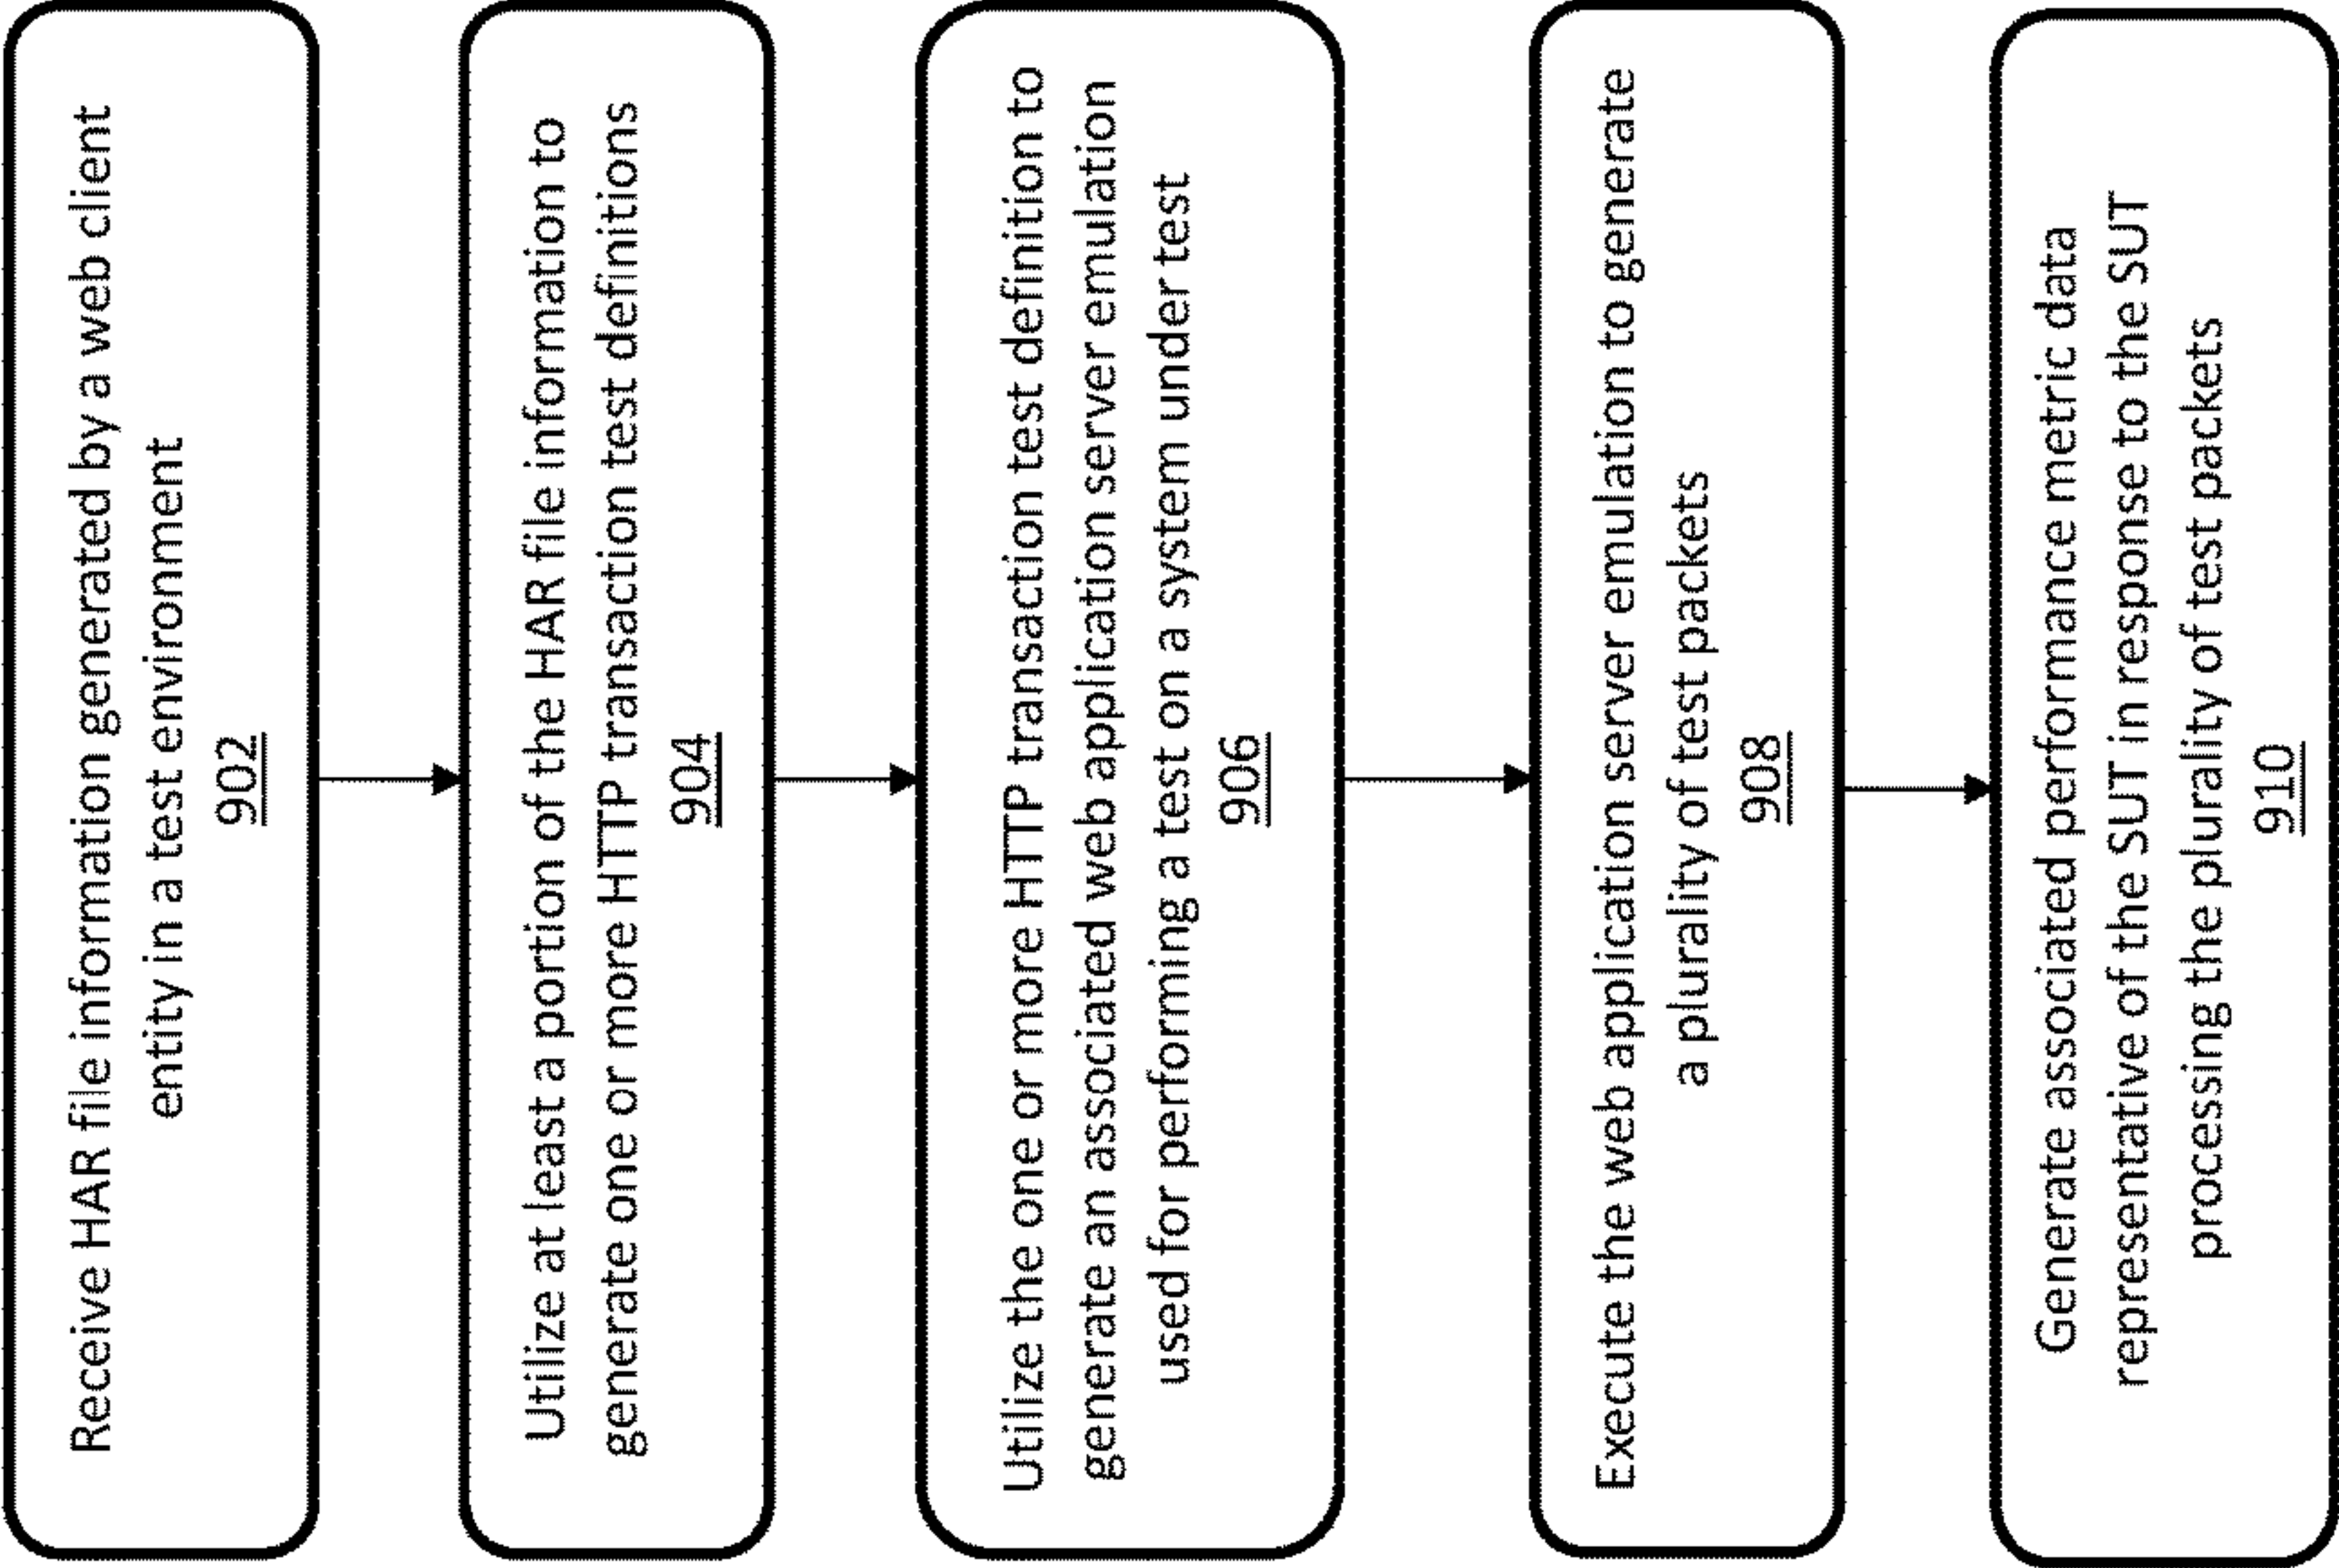 Receive HAR file information generated by a web client
entity in a test environment
902
Utilize at least a portion of the HAR file information to
generate one or more HTTP transaction test definitions
904
Utilize the one or more HTTP transaction test definition to
generate an associated web application server emulation
used for performing a test on a system under test
906
Execute the web application server emulation to generate
a plurality of test packets
908
Generate associated performance metric data
representative of the SUT in response to the SUT
processing the plurality of test packets
910